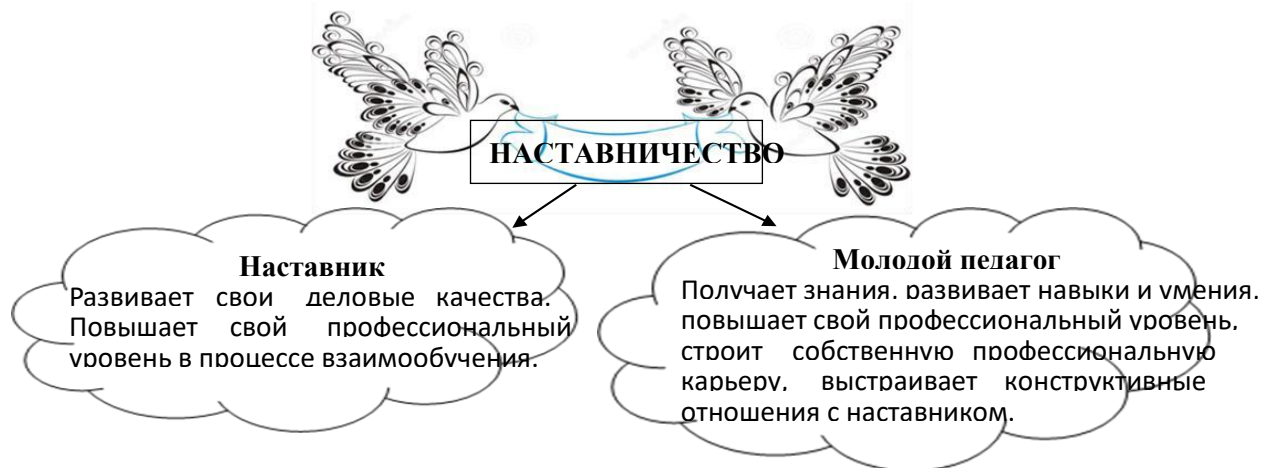 НАСТАВНИЧЕСТВО
Наставник
Развивает свои деловые качества.
Повышает свой профессиональный
уровень в процессе взаимообучения.
Молодой педагог
Получает знания, развивает навыки и умения,
повышает свой профессиональный уровень,
строит собственную профессиональную
карьеру, выстраивает конструктивные
отношения с наставником.